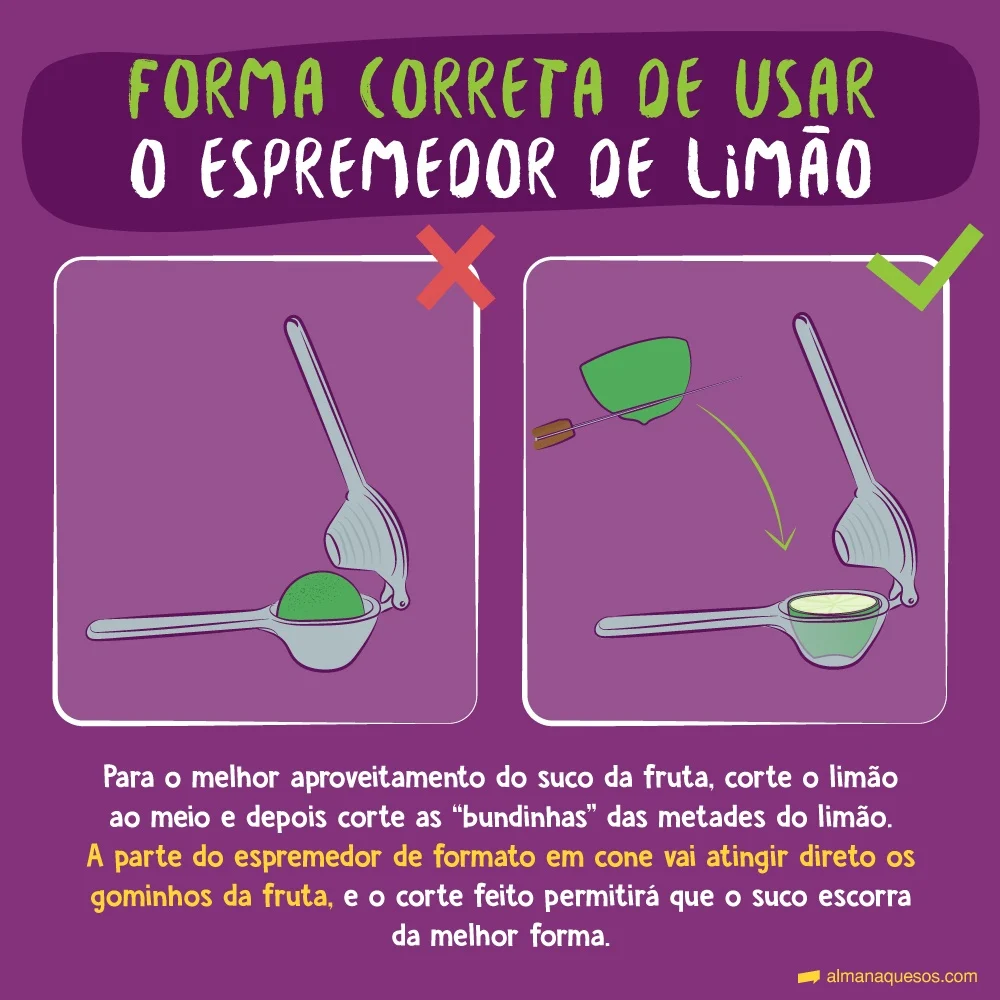 FORMA CORRETA DE USAR
O ESPREMEDOR DE LIMÃO
Para o melhor aproveitamento do suco da fruta, corte o limão
ao meio e depois corte as “bundinhas” das metades do limão.
A parte do espremedor de formato em cone vai atingir direto os
gominhos da fruta, e o corte feito permitirá que o suco escorra
da melhor forma.
almanaquesos.com